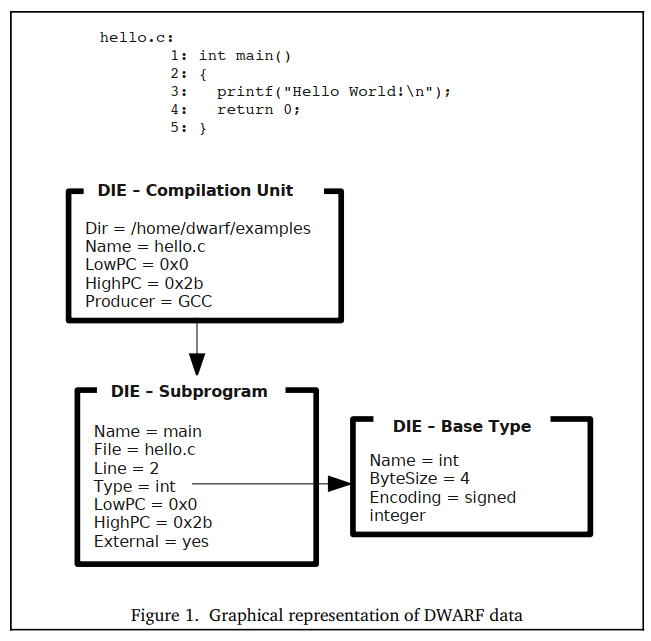 hello.c:
1: int main()
2: {
3:   printf("Hello World!\n");
4:   return 0;
5: }
DIE – Compilation Unit
Dir = /home/dwarf/examples
Name = hello.c
LowPC = 0x0
HighPC = 0x2b
Producer = GCC
DIE – Subprogram
Name = main
File = hello.c
Line = 2
Type = int
LowPC = 0x0
HighPC = 0x2b
External = yes
DIE – Base Type
Name = int
ByteSize = 4
Encoding = signed
integer
Figure 1. Graphical representation of DWARF data